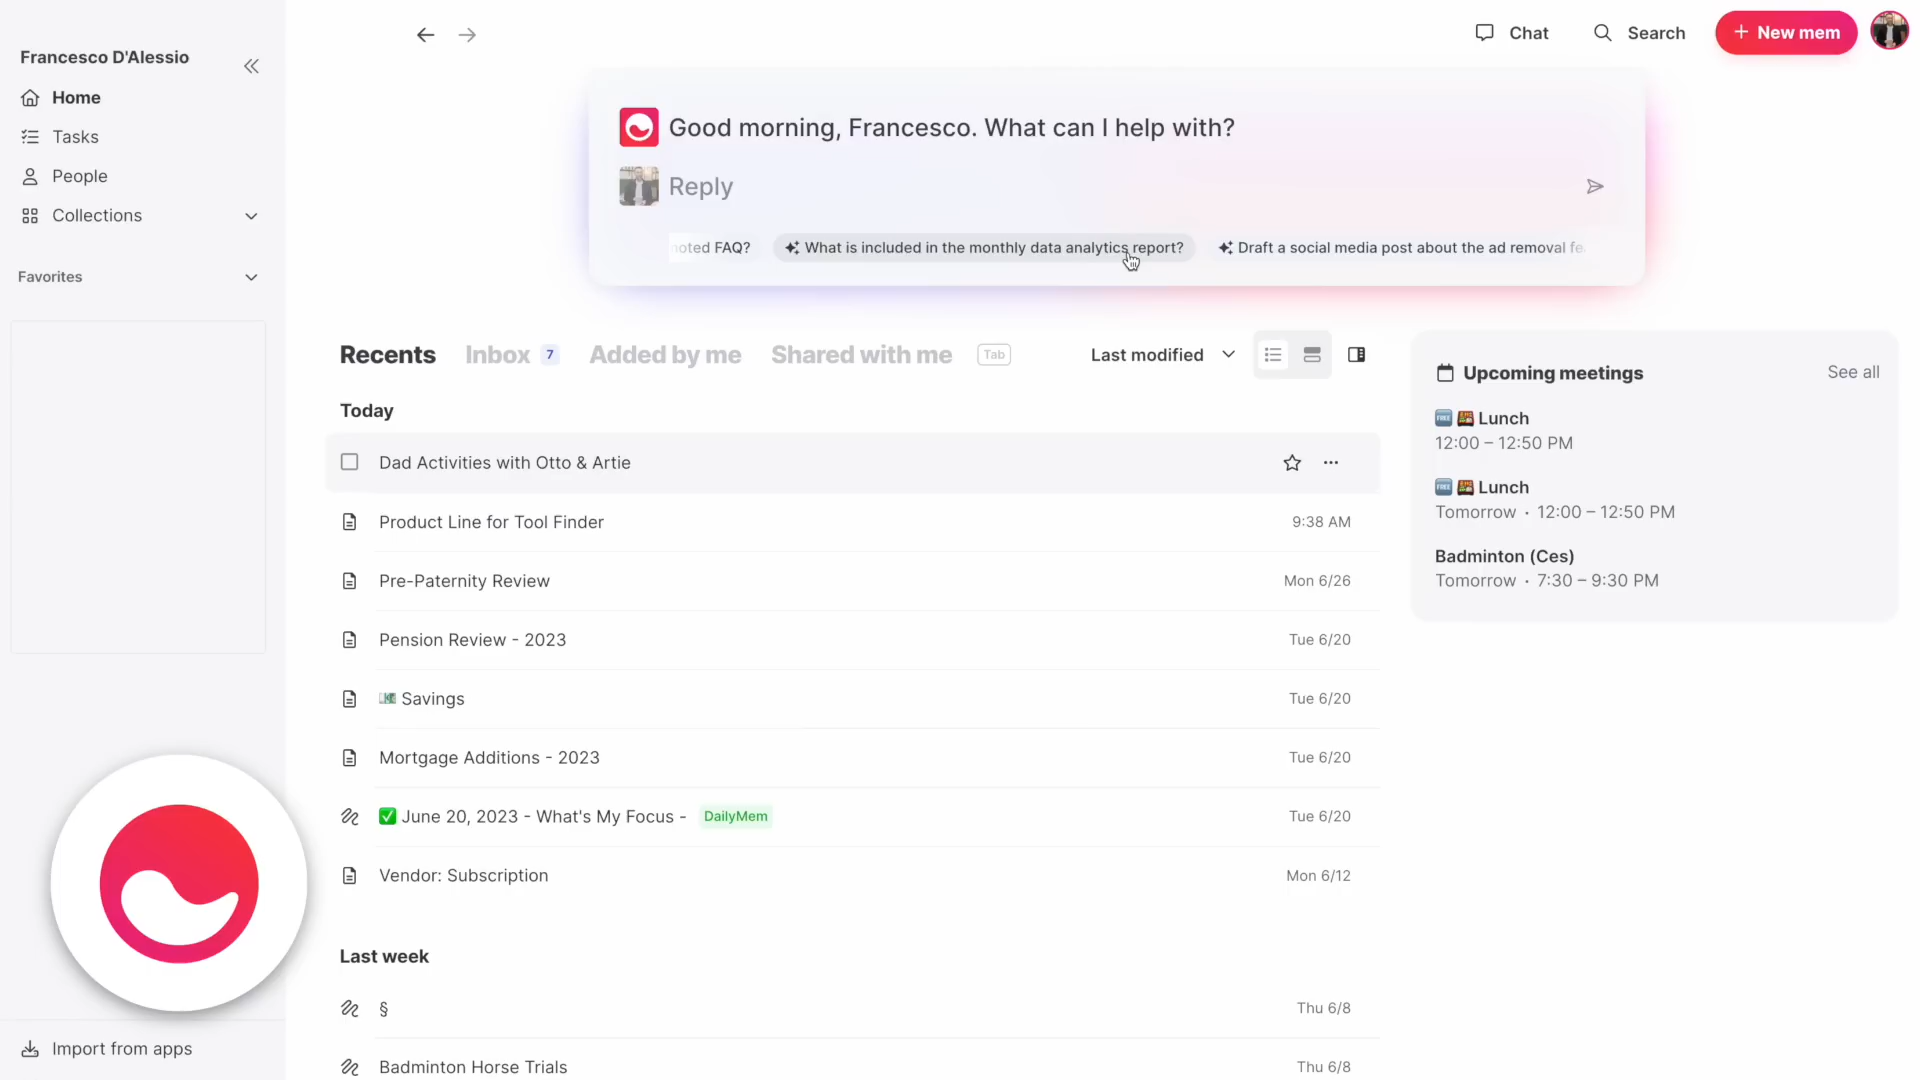 Francesco D'Alessio
Home
Tasks
People
Collections
Favorites
Import from apps
Chat
Search
+ New mem
Good morning, Francesco. What can I help with?
Reply
noted FAQ?
What is included in the monthly data analytics report?
Draft a social media post about the ad removal fe
Recents
Inbox 7
Added by me
Shared with me
Tab
Last modified
Today
Dad Activities with Otto & Artie
Product Line for Tool Finder 9:38 AM
Pre-Paternity Review Mon 6/26
Pension Review - 2023 Tue 6/20
Savings Tue 6/20
Mortgage Additions - 2023 Tue 6/20
✅ June 20, 2023 - What's My Focus - DailyMem Tue 6/20
Vendor: Subscription Mon 6/12
Last week
§ Thu 6/8
Badminton Horse Trials Thu 6/8
Upcoming meetings
See all
🆓 🍱 Lunch
12:00 – 12:50 PM
🆓 🍱 Lunch
Tomorrow · 12:00 – 12:50 PM
Badminton (Ces)
Tomorrow · 7:30 – 9:30 PM